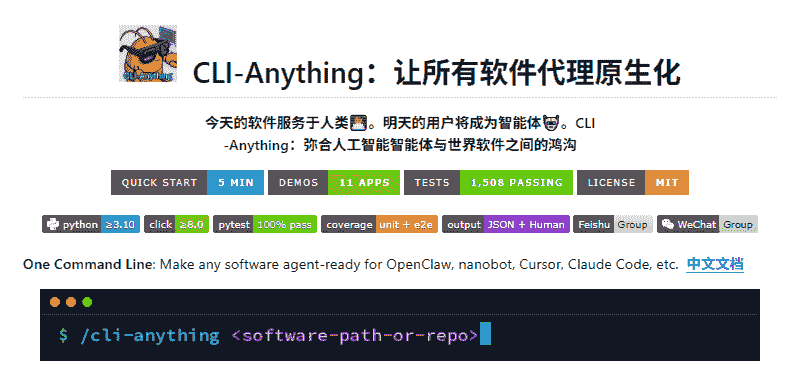 CLI-Anything
CLI-Anything：让所有软件代理原生化
今天的软件服务于人类。明天的用户将成为智能体。CLI
-Anything：弥合人工智能智能体与世界软件之间的鸿沟
QUICK START 5 MIN DEMOS 11 APPS TESTS 1,508 PASSING LICENSE MIT
python ≥3.10 click ≥8.0 pytest 100% pass coverage unit + e2e output JSON + Human Feishu Group WeChat Group
One Command Line: Make any software agent-ready for OpenClaw, nanobot, Cursor, Claude Code, etc. 中文文档
$ /cli-anything <software-path-or-repo>